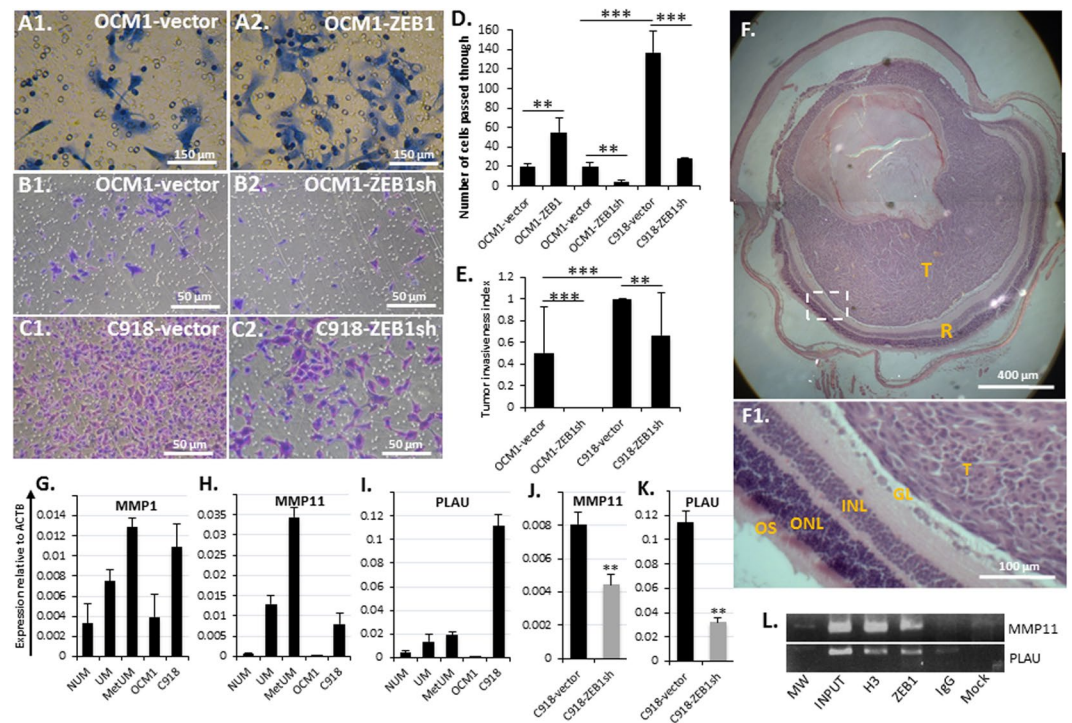 A1. OCM1-vector
A2. OCM1-ZEB1
150 µm
150 µm
B1. OCM1-vector
B2. OCM1-ZEB1sh
50 µm
50 µm
C1. C918-vector
C2. C918-ZEB1sh
50 µm
50 µm
D.
Number of cells passed through
160
140
120
100
80
60
40
20
0
**
**
***
***
OCM1-vector
OCM1-ZEB1
OCM1-vector
OCM1-ZEB1sh
C918-vector
C918-ZEB1sh
E.
Tumor invasiveness index
1.2
1
0.8
0.6
0.4
0.2
0
***
***
**
OCM1-vector
OCM1-ZEB1sh
C918-vector
C918-ZEB1sh
F.
T
R
400 µm
F1.
T
GL
INL
ONL
OS
100 µm
G.
MMP1
Expression relative to ACTB
0.014
0.012
0.01
0.008
0.006
0.004
0.002
0
NUM
UM
MetUM
OCM1
C918
H.
MMP11
0.035
0.03
0.025
0.02
0.015
0.01
0.005
0
NUM
UM
MetUM
OCM1
C918
I.
PLAU
0.12
0.1
0.08
0.06
0.04
0.02
0
NUM
UM
MetUM
OCM1
C918
J.
MMP11
0.008
0.006
0.004
0.002
0
**
C918-vector
C918-ZEB1sh
K.
PLAU
0.12
0.1
0.08
0.06
0.04
0.02
0
**
C918-vector
C918-ZEB1sh
L.
MMP11
PLAU
MW
INPUT
H3
ZEB1
IgG
Mock